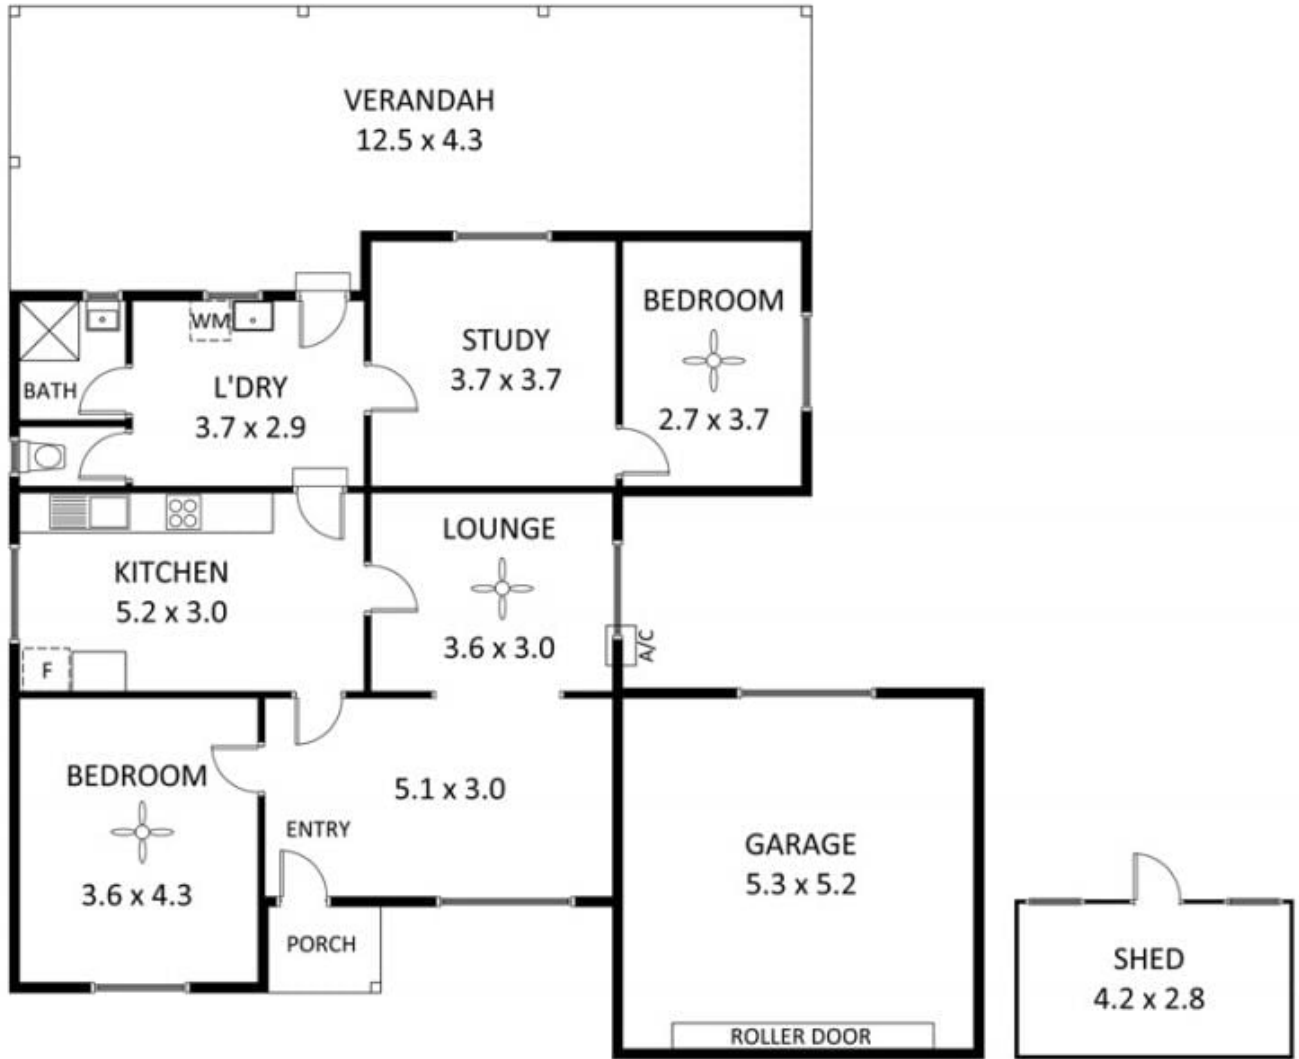 VERANDAH
12.5 x 4.3
BEDROOM
2.7 x 3.7
STUDY
3.7 x 3.7
WM
BATH
L'DRY
3.7 x 2.9
KITCHEN
5.2 x 3.0
F
LOUNGE
3.6 x 3.0
A/C
BEDROOM
3.6 x 4.3
5.1 x 3.0
ENTRY
PORCH
GARAGE
5.3 x 5.2
ROLLER DOOR
SHED
4.2 x 2.8